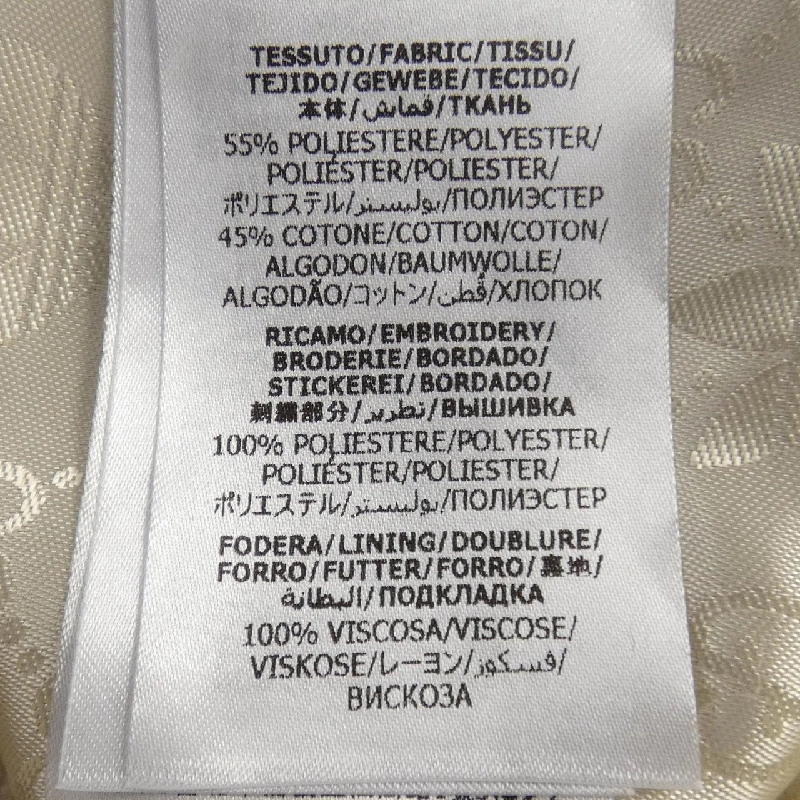 TESSUTO/FABRIC/TISSU/
TEJIDO/GEWEBE/TECIDO/
本体/قماش/ТКАНЬ
55% POLIESTERE/POLYESTER/
POLIÉSTER/POLIESTER/
ポリエステル/بوليستر/ПОЛИЭСТЕР
45% COTONE/COTTON/COTON/
ALGODON/BAUMWOLLE/
ALGODÃO/コットン/قُطن/ХЛОПОК
RICAMO/EMBROIDERY/
BRODERIE/BORDADO/
STICKEREI/BORDADO/
刺繍部分/تطريز/ВЫШИВКА
100% POLIESTERE/POLYESTER/
POLIÉSTER/POLIESTER/
ポリエステル/بوليستر/ПОЛИЭСТЕР
FODERA/LINING/DOUBLURE/
FORRO/FUTTER/FORRO/裏地/
البطانة/ПОДКЛАДКА
100% VISCOSA/VISCOSE/
VISKOSE/レーヨン/فسكوز/
ВИСКОЗА